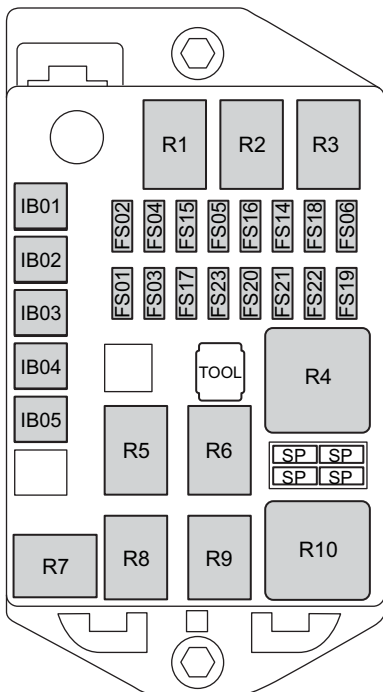 R1 R2 R3
IB01
IB02
IB03
IB04
IB05
FS02 FS04 FS15 FS05 FS16 FS14 FS18 FS06
FS01 FS03 FS17 FS23 FS20 FS21 FS22 FS19
TOOL
R4
R5 R6
SP SP
SP SP
R7 R8 R9 R10